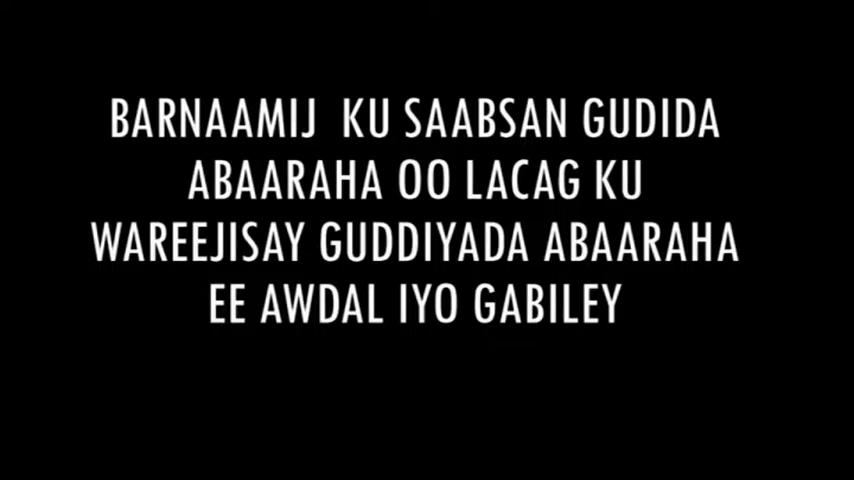 BARNAAMIJ KU SAABSAN GUDIDA
ABAARAHA OO LACAG KU
WAREEJISAY GUDDIYADA ABAARAHA
EE AWDAL IYO GABILEY